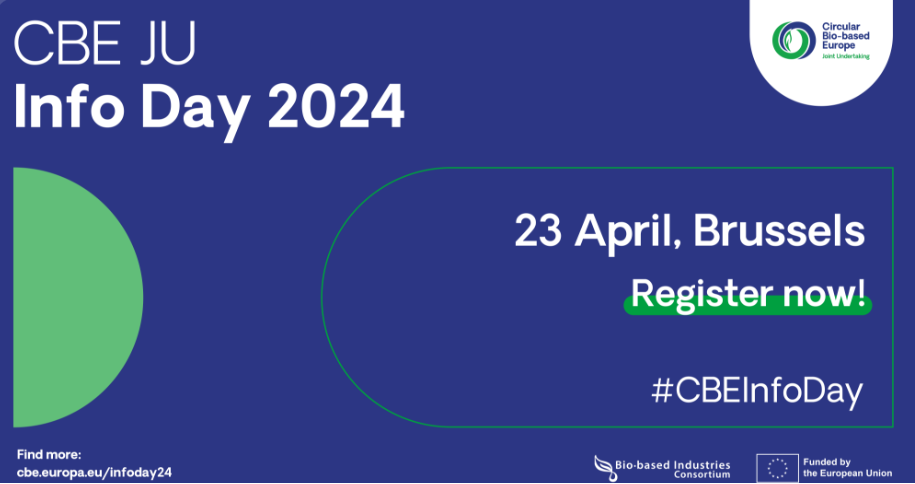 CBE JU
Info Day 2024
Circular
Bio-based
Europe
Joint Undertaking
23 April, Brussels
Register now!
#CBEInfoDay
Find more:
cbe.europa.eu/infoday24
Bio-based Industries
Consortium
Funded by
the European Union